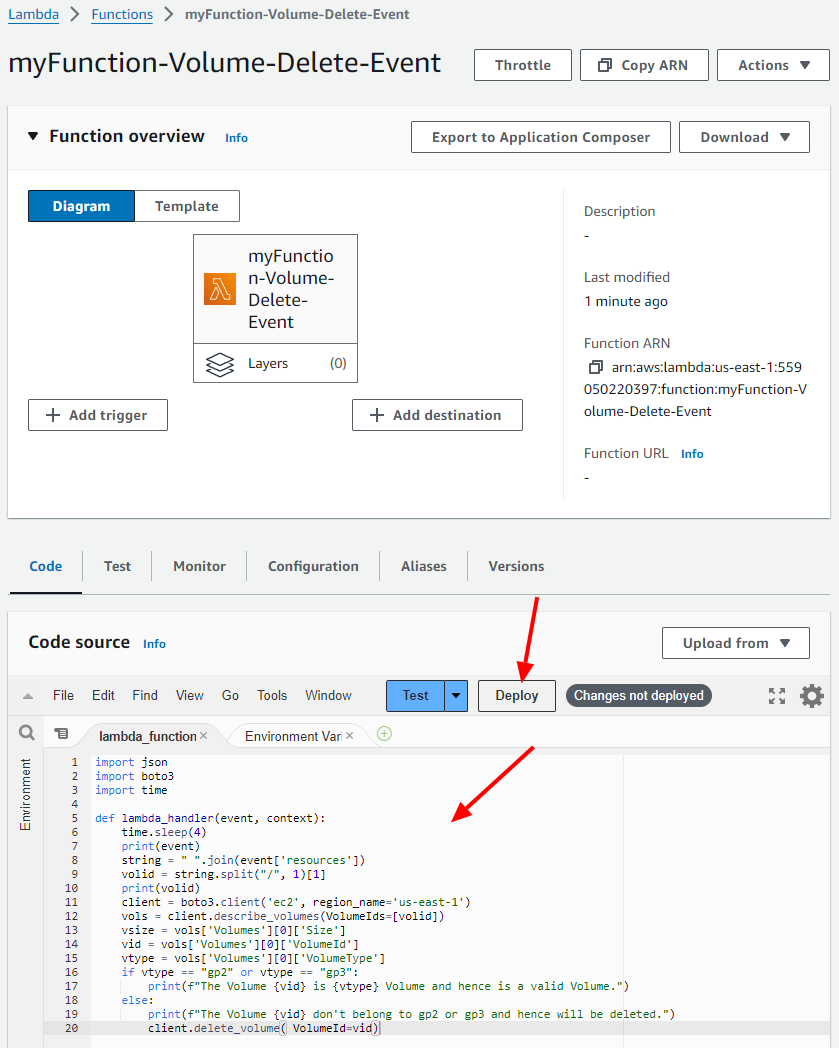 Lambda > Functions > myFunction-Volume-Delete-Event
myFunction-Volume-Delete-Event
Throttle
Copy ARN
Actions
Function overview
Info
Export to Application Composer
Download
Diagram
Template
myFunctio
n-Volume-
Delete-
Event
Layers
(0)
Add trigger
Add destination
Description
-
Last modified
1 minute ago
Function ARN
arn:aws:lambda:us-east-1:559
050220397:function:myFunction-V
olume-Delete-Event
Function URL Info
-
Code
Test
Monitor
Configuration
Aliases
Versions
Code source Info
Upload from
File Edit Find View Go Tools Window
Test
Deploy
Changes not deployed
lambda_function
Environment Var
Environment
1 import json
2 import boto3
3 import time
4
5 def lambda_handler(event, context):
6 time.sleep(4)
7 print(event)
8 string = " ".join(event['resources'])
9 volid = string.split("/", 1)[1]
10 print(volid)
11 client = boto3.client('ec2', region_name='us-east-1')
12 vols = client.describe_volumes(VolumeIds=[volid])
13 vsize = vols['Volumes'][0]['Size']
14 vid = vols['Volumes'][0]['VolumeId']
15 vtype = vols['Volumes'][0]['VolumeType']
16 if vtype == "gp2" or vtype == "gp3":
17 print(f"The Volume {vid} is {vtype} Volume and hence is a valid Volume.")
18 else:
19 print(f"The Volume {vid} don't belong to gp2 or gp3 and hence will be deleted.")
20 client.delete_volume( VolumeId=vid)